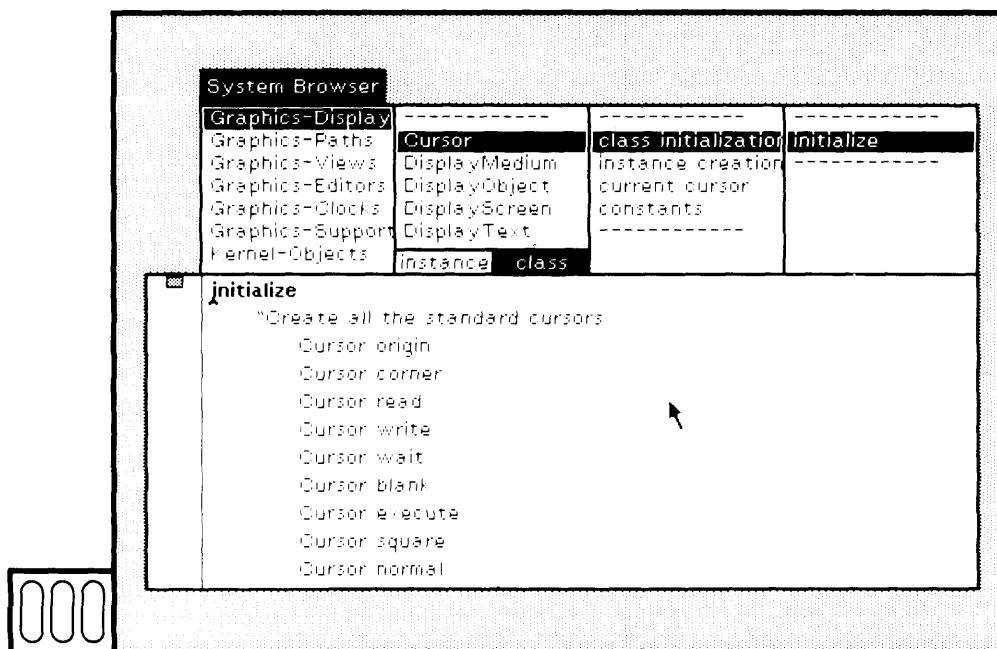 System Browser
Graphics-Display
Graphics-Paths
Graphics-Views
Graphics-Editors
Graphics-Clocks
Graphics-Support
Kernel-Objects
------------
Cursor
DisplayMedium
DisplayObject
DisplayScreen
DisplayText
instance class
------------
class initialization
instance creation
current cursor
constants
------------
------------
initialize
------------
initialize
"Create all the standard cursors
Cursor origin
Cursor corner
Cursor read
Cursor write
Cursor wait
Cursor blank
Cursor execute
Cursor square
Cursor normal